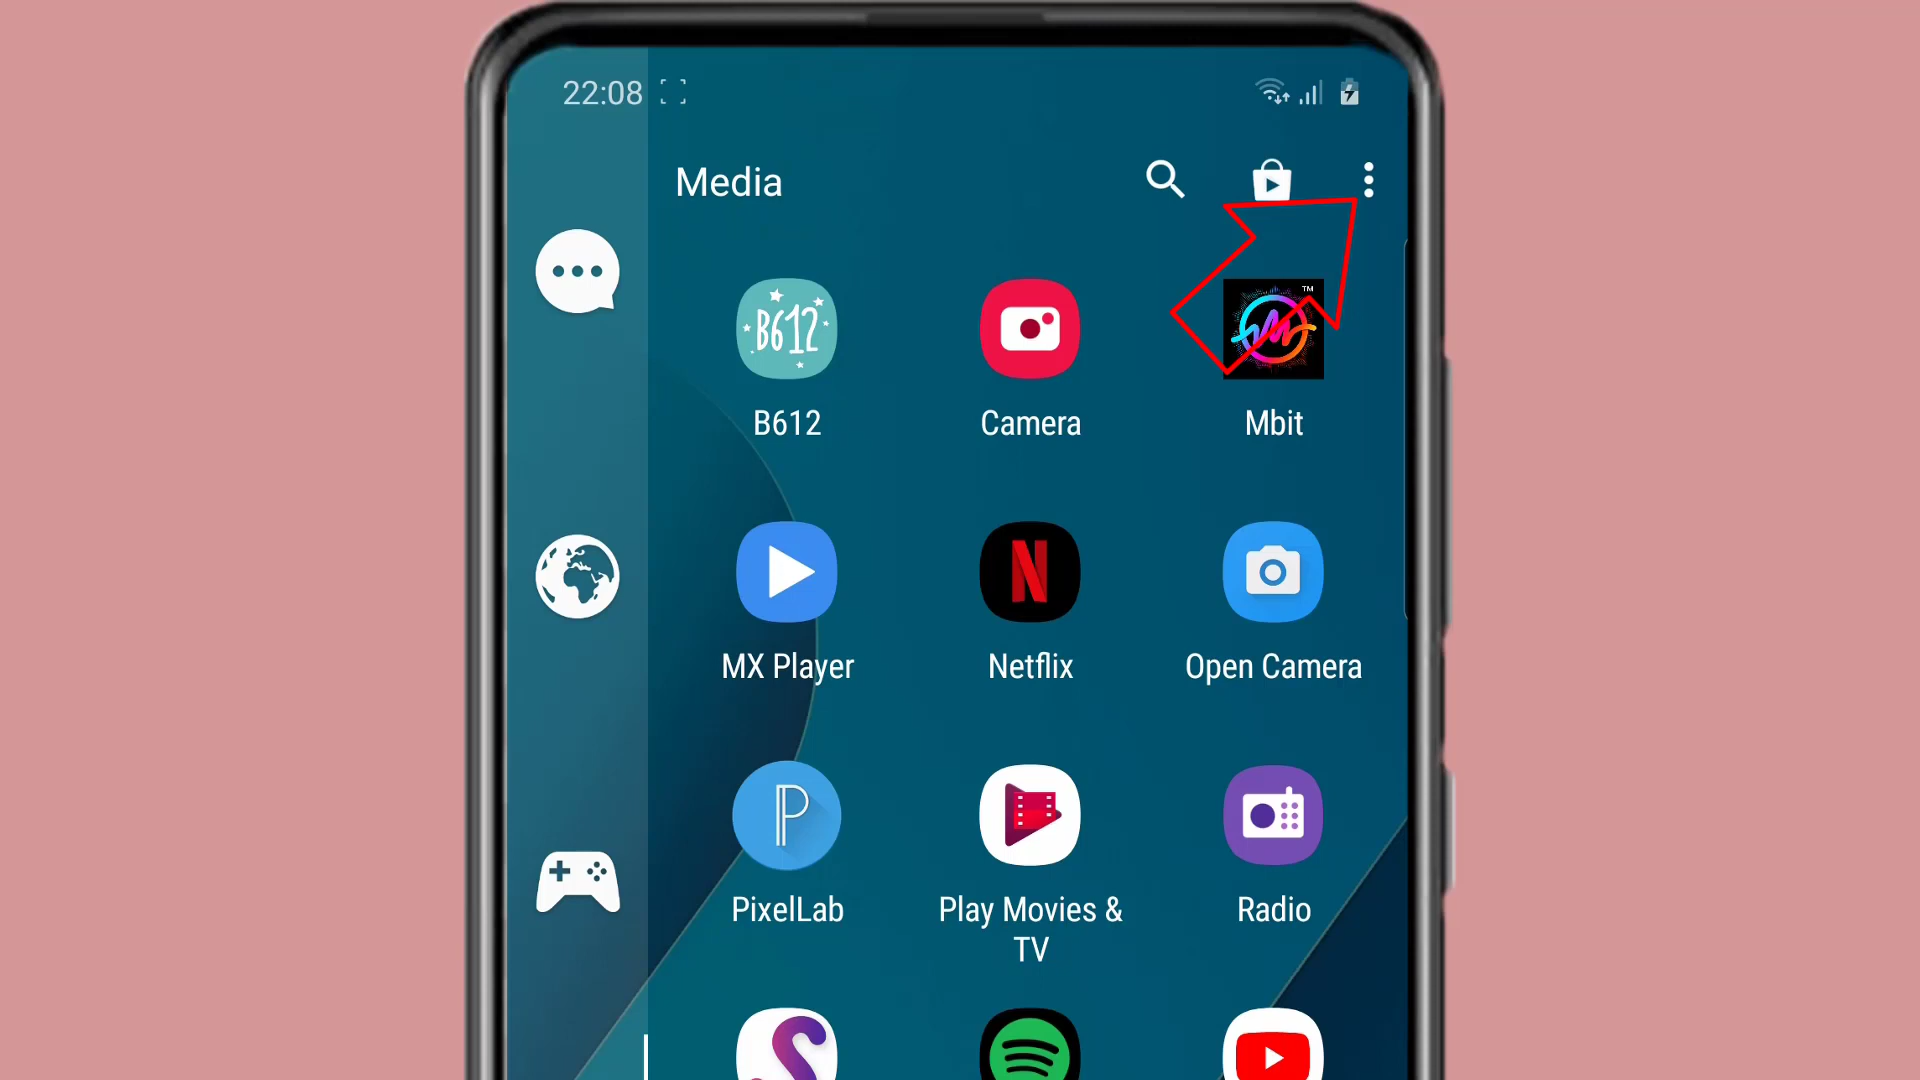 22:08
Media
B612
TM
B612
Camera
Mbit
N
MX Player
Netflix
Open Camera
P
PixelLab
Play Movies &
TV
Radio